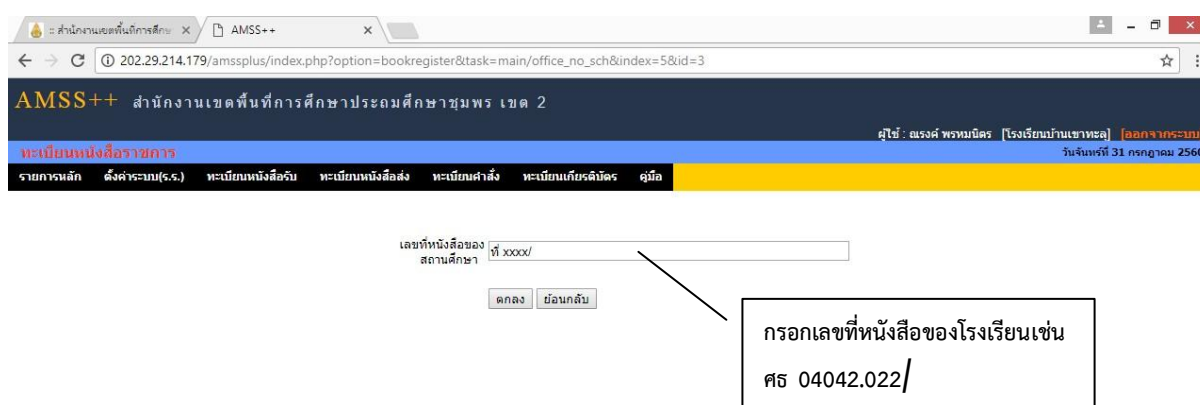 :: สำนักงานเขตพื้นที่การศึกษ
AMSS++
202.29.214.179/amssplus/index.php?option=bookregister&task=main/office_no_sch&index=5&id=3
AMSS++ สำนักงานเขตพื้นที่การศึกษาประถมศึกษาชุมพร เขต 2
ผู้ใช้ : ณรงค์ พรหมนิตร [โรงเรียนบ้านเขาทะลุ] [ออกจากระบบ
ทะเบียนหนังสือราชการ
วันจันทร์ที่ 31 กรกฎาคม 2560
รายการหลัก ตั้งค่าระบบ(ร.ร.) ทะเบียนหนังสือรับ ทะเบียนหนังสือส่ง ทะเบียนคำสั่ง ทะเบียนเกียรติบัตร คู่มือ
เลขที่หนังสือของ
สถานศึกษา
ที่ xxxx/
ตกลง ย้อนกลับ
กรอกเลขที่หนังสือของโรงเรียนเช่น
ศธ 04042.022/